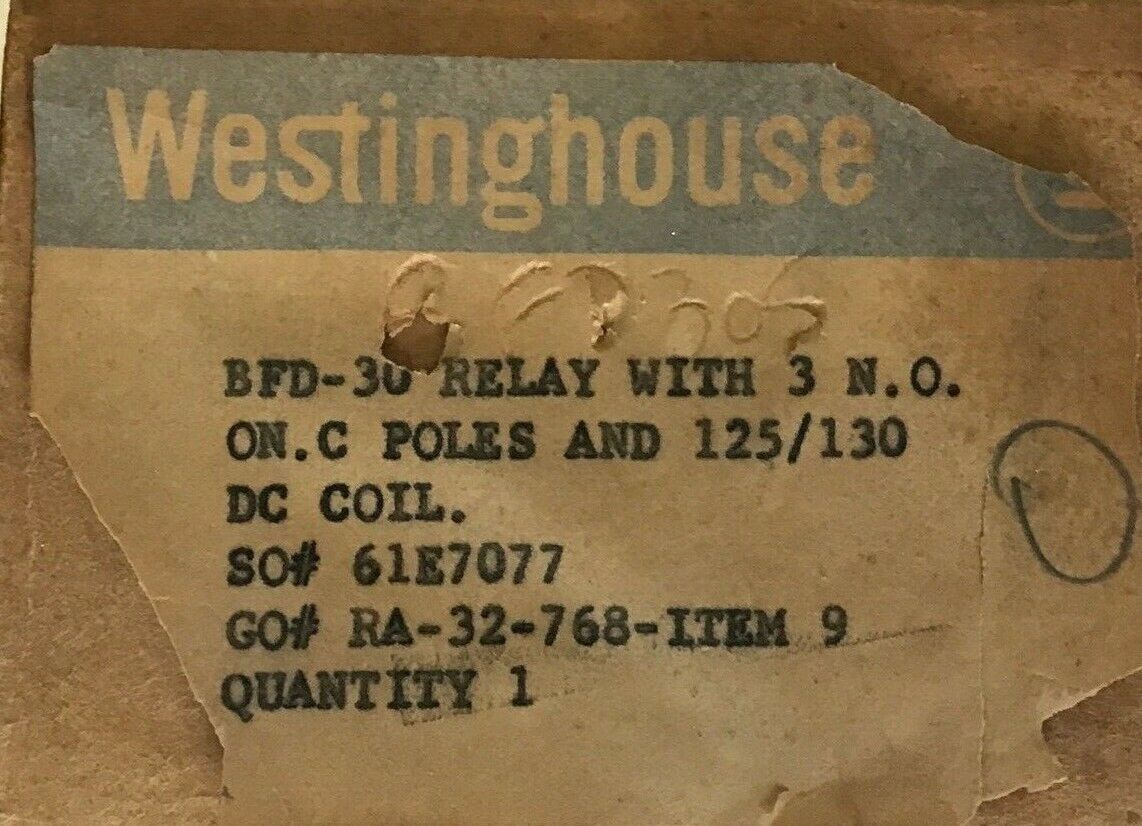 Westinghouse
BFD-30 RELAY WITH 3 N.O.
ON.C POLES AND 125/130
DC COIL.
SO# 61E7077
GO# RA-32-768-ITEM 9
QUANTITY 1